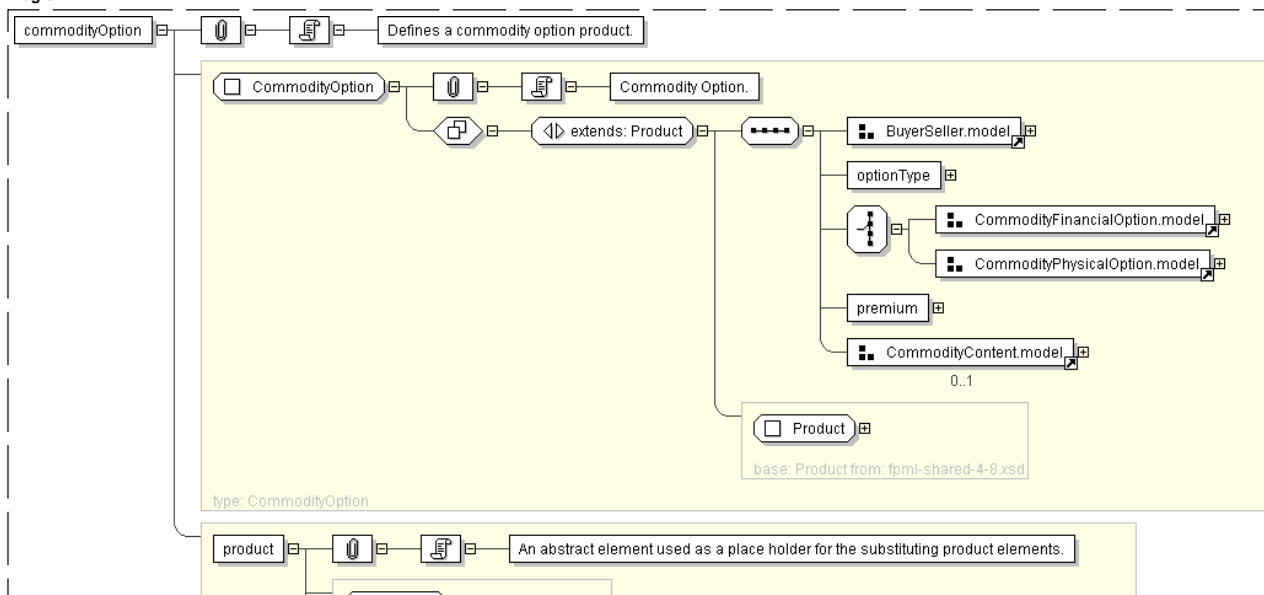 commodityOption
Defines a commodity option product.
CommodityOption
Commodity Option.
extends: Product
BuyerSeller.model
optionType
CommodityFinancialOption.model
CommodityPhysicalOption.model
premium
CommodityContent.model
0..1
Product
base: Product from: fpml-shared-4-8.xsd
type: CommodityOption
product
An abstract element used as a place holder for the substituting product elements.